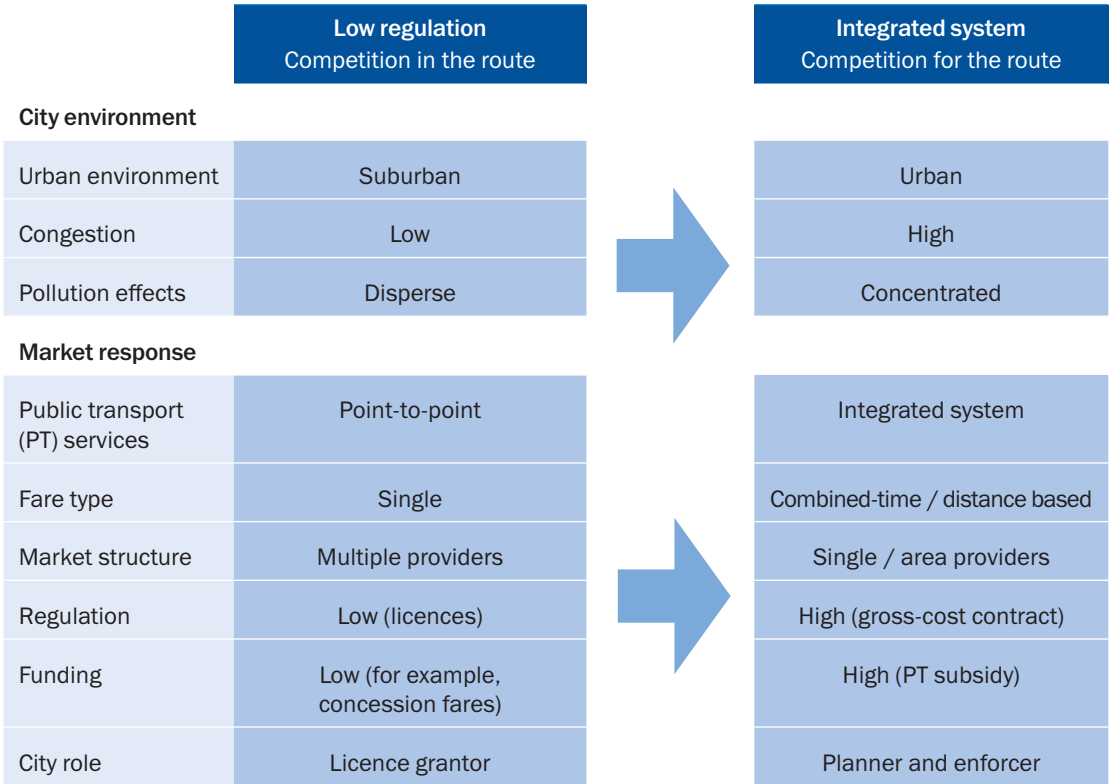 Low regulation
Competition in the route
Integrated system
Competition for the route
City environment
Urban environment
Suburban
Urban
Congestion
Low
High
Pollution effects
Disperse
Concentrated
Market response
Public transport
(PT) services
Point-to-point
Integrated system
Fare type
Single
Combined-time / distance based
Market structure
Multiple providers
Single / area providers
Regulation
Low (licences)
High (gross-cost contract)
Funding
Low (for example,
concession fares)
High (PT subsidy)
City role
Licence grantor
Planner and enforcer